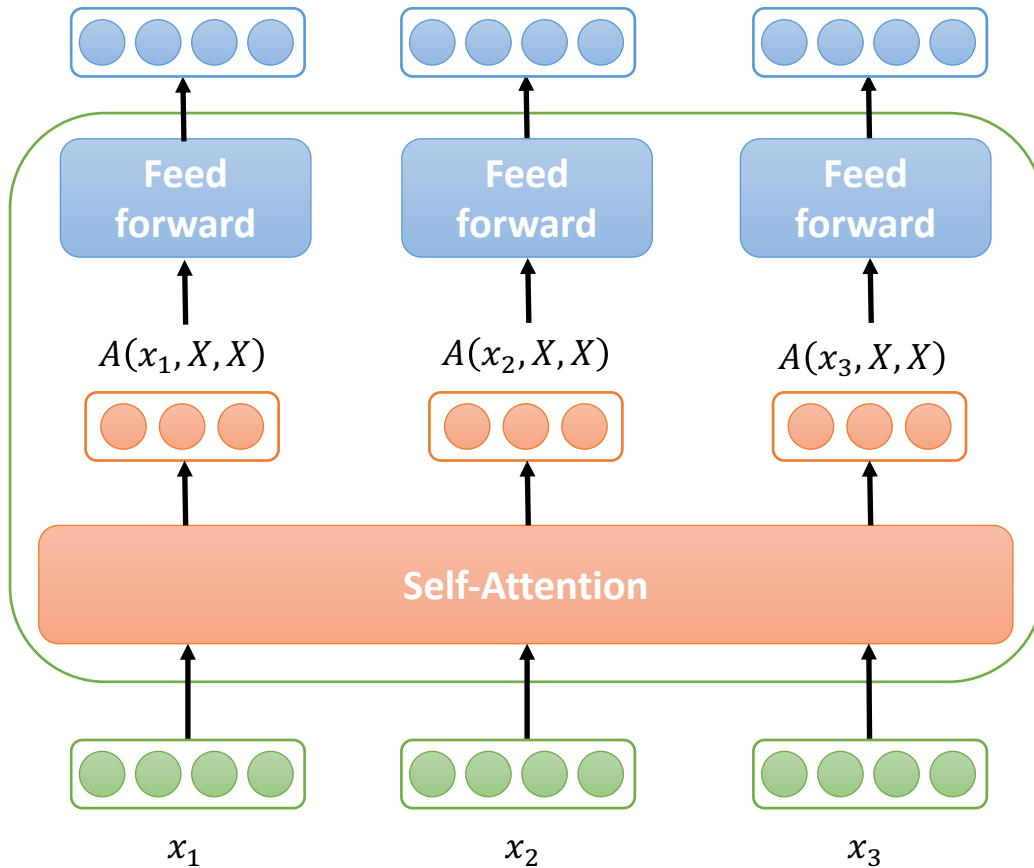 Feed forward
Feed forward
Feed forward
A(x₁, X, X)
A(x₂, X, X)
A(x₃, X, X)
Self-Attention
x₁
x₂
x₃